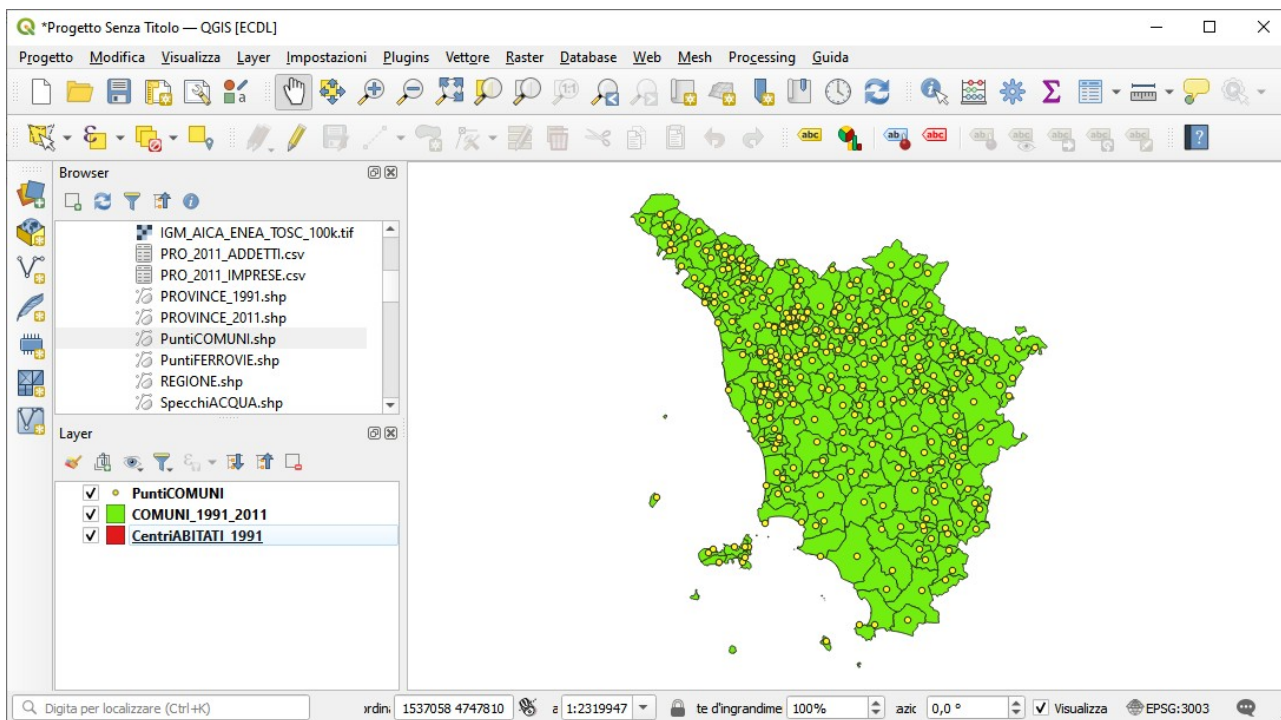 *Progetto Senza Titolo — QGIS [ECDL]
Progetto Modifica Visualizza Layer Impostazioni Plugins Vettore Raster Database Web Mesh Processing Guida
Browser
IGM_AICA_ENEA_TOSC_100k.tif
PRO_2011_ADDETTI.csv
PRO_2011_IMPRESE.csv
PROVINCE_1991.shp
PROVINCE_2011.shp
PuntiCOMUNI.shp
PuntiFERROVIE.shp
REGIONE.shp
SpecchiACQUA.shp
Layer
PuntiCOMUNI
COMUNI_1991_2011
CentriABITATI_1991
Digita per localizzare (Ctrl+K) ordin 1537058 4747810 a 1:2319947 te d'ingrandime 100% azic 0,0 ° Visualizza EPSG:3003